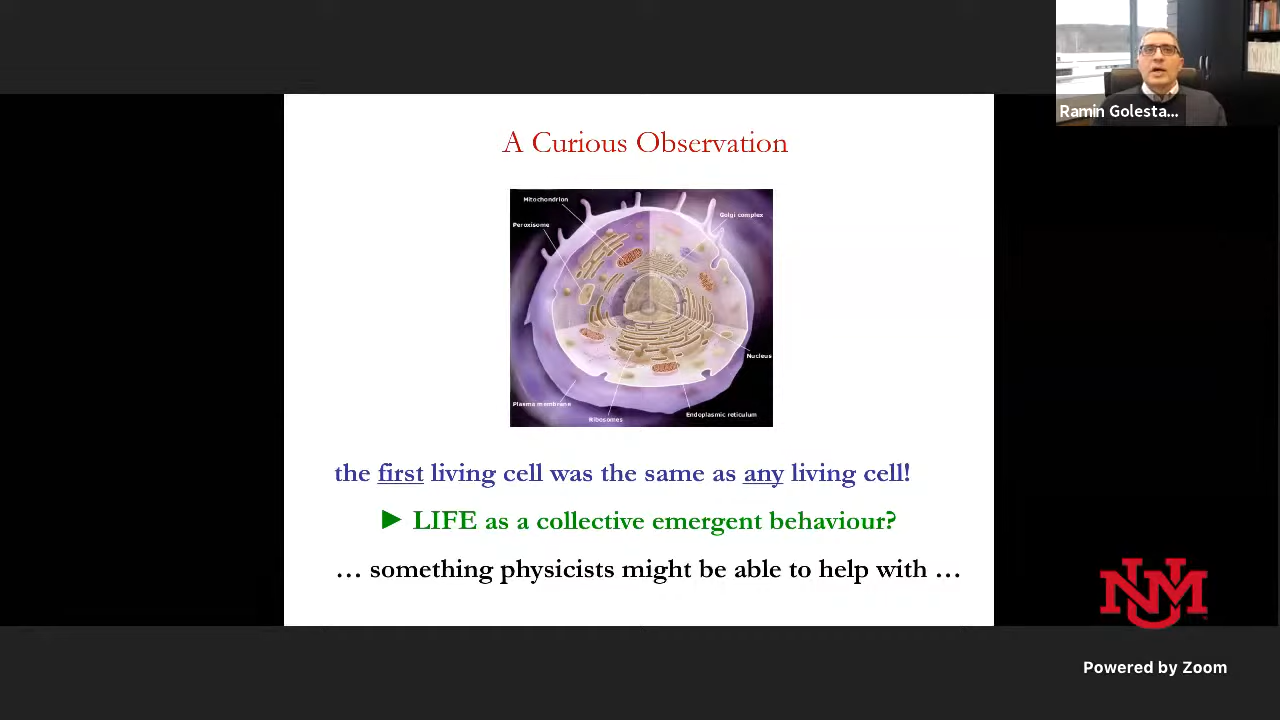 Ramin Golesta...
A Curious Observation
Mitochondrion
Golgi complex
Peroxisome
Nucleus
Plasma membrane
Endoplasmic reticulum
Ribosomes
the first living cell was the same as any living cell!
► LIFE as a collective emergent behaviour?
… something physicists might be able to help with …
UNM
Powered by Zoom